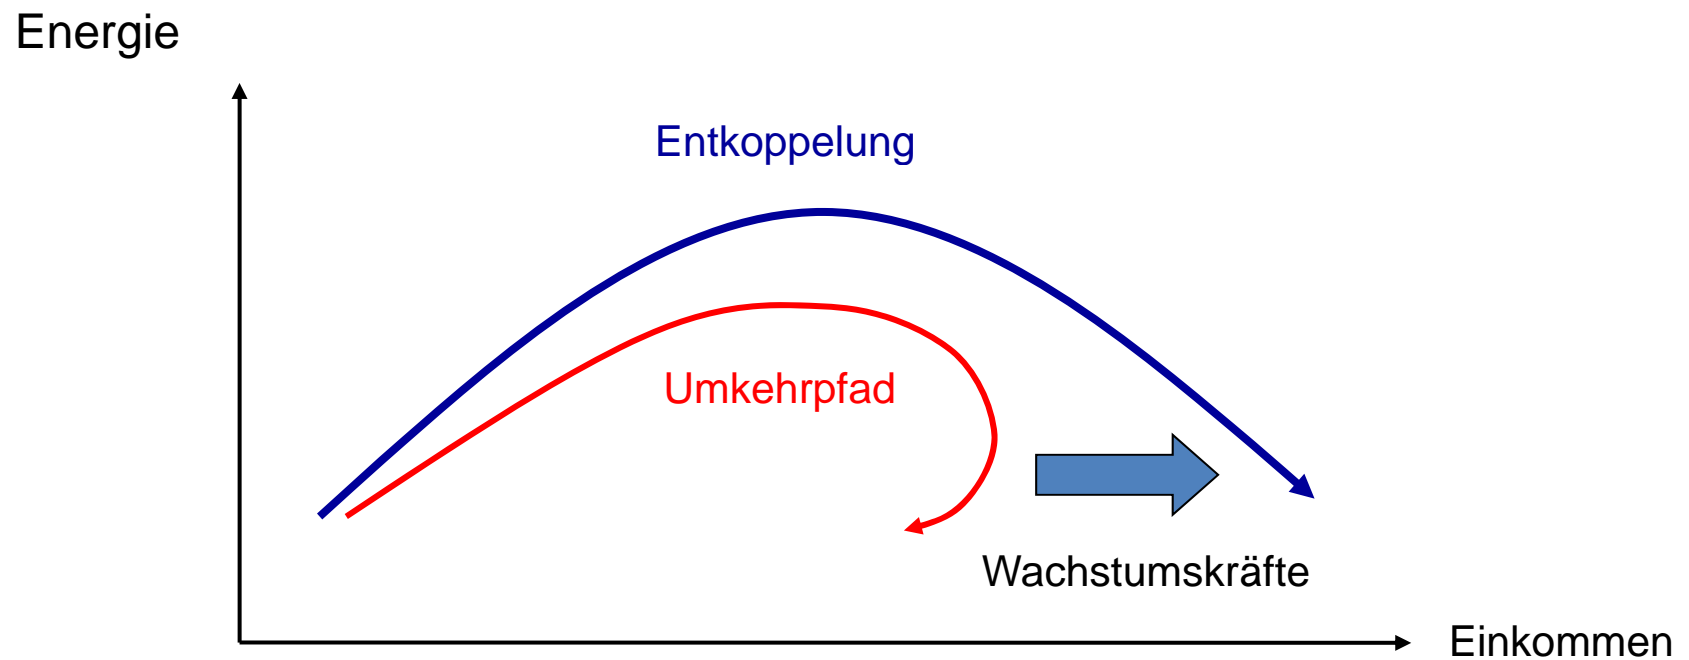 Energie
Entkoppelung
Umkehrpfad
Wachstumskräfte
Einkommen